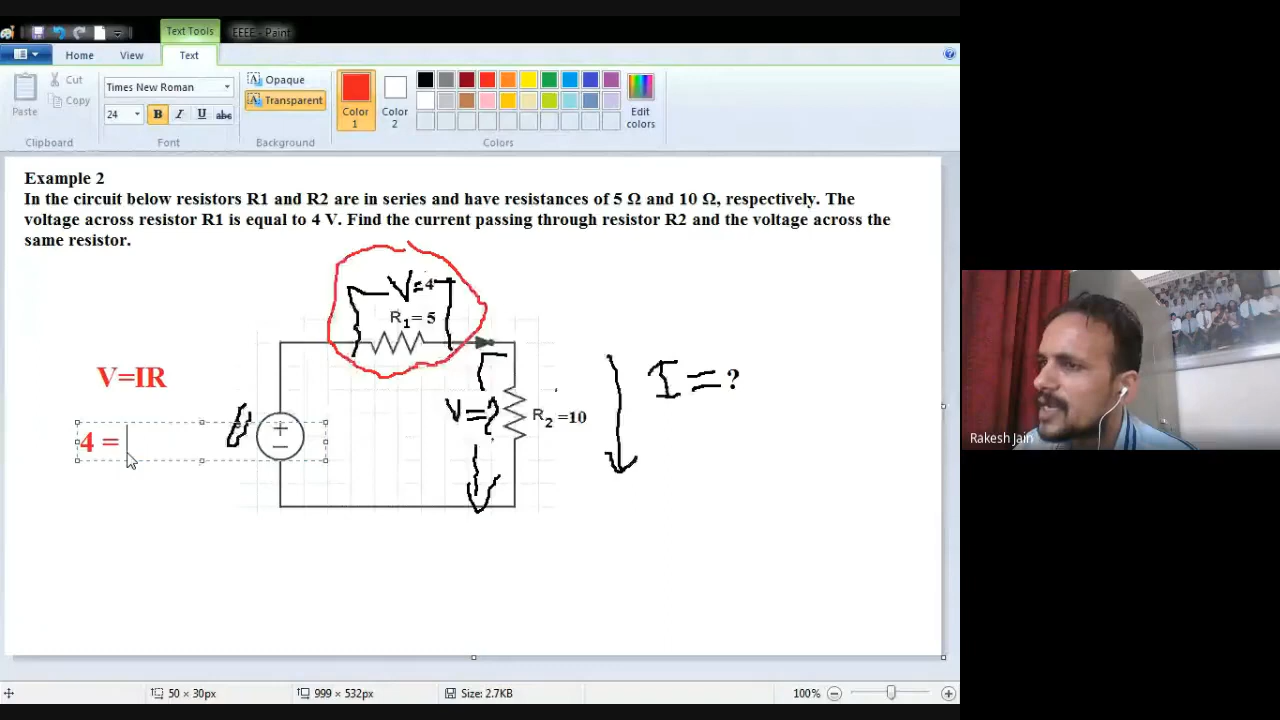 Text Tools
EEEE - Paint
Home View Text
Cut
Copy
Paste
Times New Roman
24 B I U abc
Opaque
Transparent
Color 1
Color 2
Edit colors
Clipboard Font Background Colors
Example 2
In the circuit below resistors R1 and R2 are in series and have resistances of 5 Ω and 10 Ω, respectively. The
voltage across resistor R1 is equal to 4 V. Find the current passing through resistor R2 and the voltage across the
same resistor.
V=4
R1= 5
V=IR
4 =
+
−
V=?
R2 =10
I=?
Rakesh Jain
50 × 30px
999 × 532px
Size: 2.7KB
100%